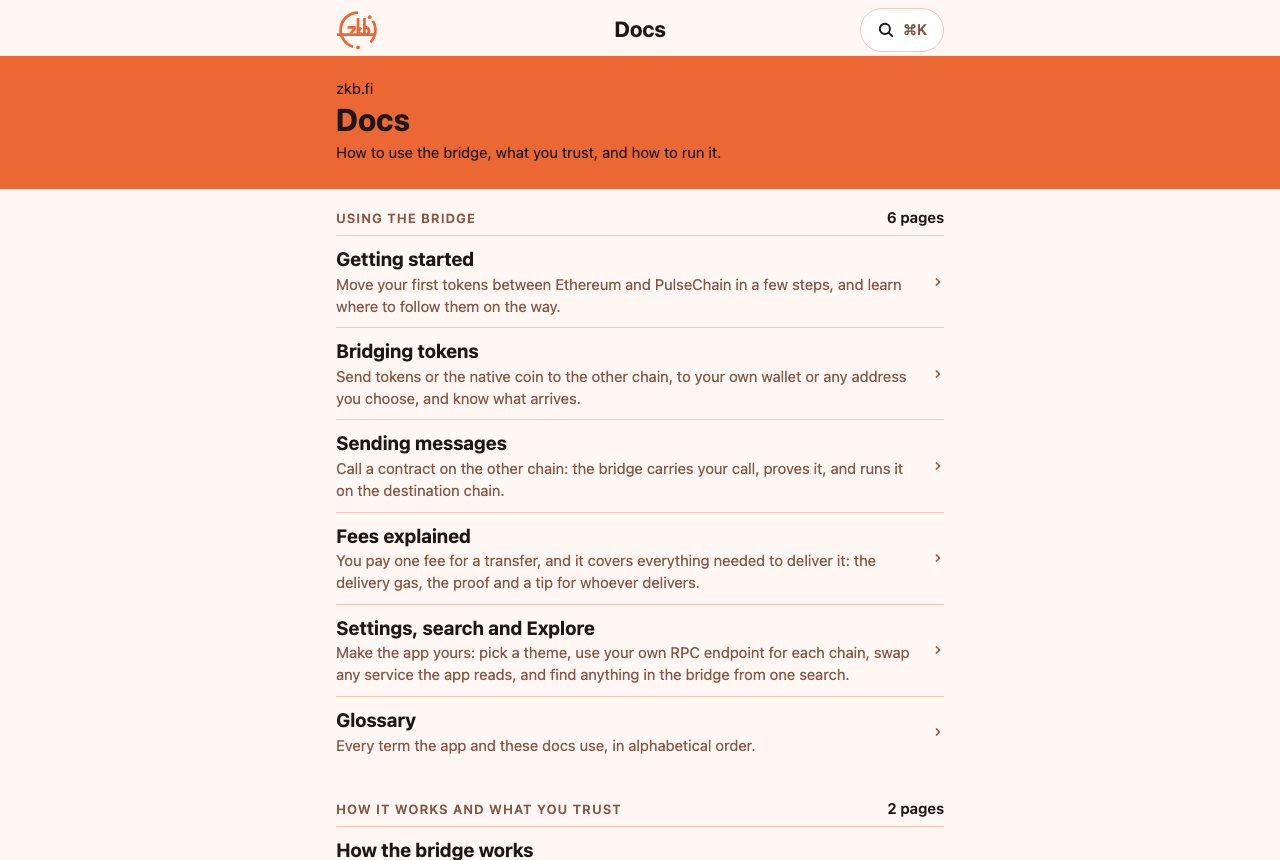 zkb
Docs
⌘K
zkb.fi
Docs
How to use the bridge, what you trust, and how to run it.
USING THE BRIDGE
6 pages
Getting started
Move your first tokens between Ethereum and PulseChain in a few steps, and learn
where to follow them on the way.
Bridging tokens
Send tokens or the native coin to the other chain, to your own wallet or any address
you choose, and know what arrives.
Sending messages
Call a contract on the other chain: the bridge carries your call, proves it, and runs it
on the destination chain.
Fees explained
You pay one fee for a transfer, and it covers everything needed to deliver it: the
delivery gas, the proof and a tip for whoever delivers.
Settings, search and Explore
Make the app yours: pick a theme, use your own RPC endpoint for each chain, swap
any service the app reads, and find anything in the bridge from one search.
Glossary
Every term the app and these docs use, in alphabetical order.
HOW IT WORKS AND WHAT YOU TRUST
2 pages
How the bridge works